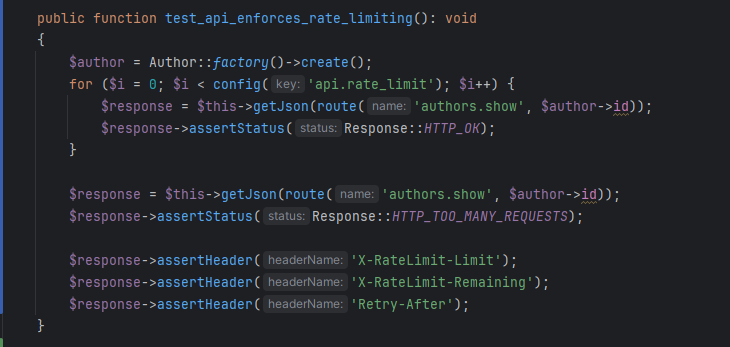 public function test_api_enforces_rate_limiting(): void
{
    $author = Author::factory()->create();
    for ($i = 0; $i < config( key: 'api.rate_limit'); $i++) {
        $response = $this->getJson(route( name: 'authors.show', $author->id));
        $response->assertStatus( status: Response::HTTP_OK);
    }

    $response = $this->getJson(route( name: 'authors.show', $author->id));
    $response->assertStatus( status: Response::HTTP_TOO_MANY_REQUESTS);

    $response->assertHeader( headerName: 'X-RateLimit-Limit');
    $response->assertHeader( headerName: 'X-RateLimit-Remaining');
    $response->assertHeader( headerName: 'Retry-After');
}